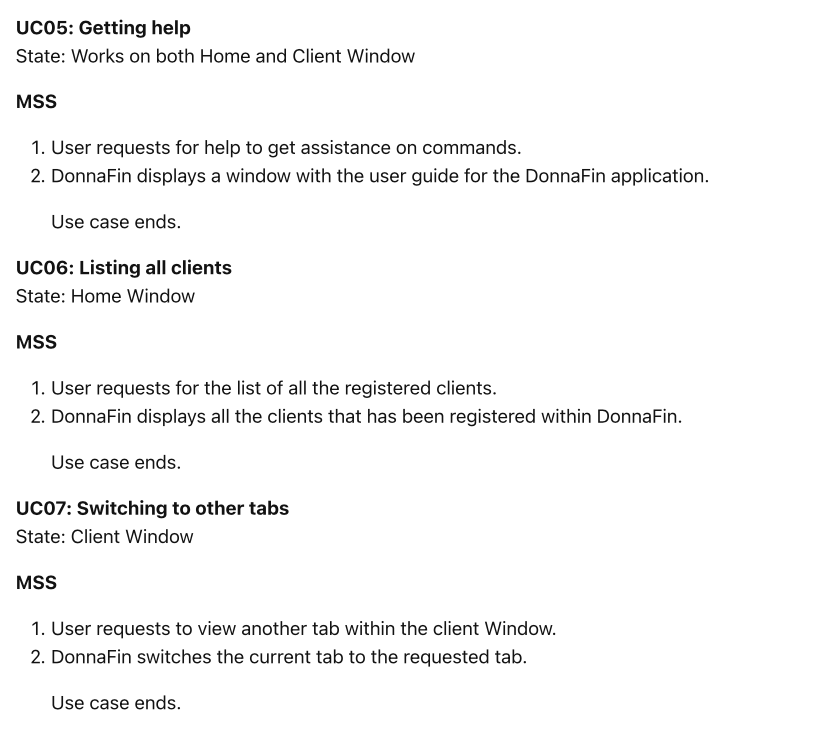 UC05: Getting help
State: Works on both Home and Client Window
MSS
1. User requests for help to get assistance on commands.
2. DonnaFin displays a window with the user guide for the DonnaFin application.
Use case ends.
UC06: Listing all clients
State: Home Window
MSS
1. User requests for the list of all the registered clients.
2. DonnaFin displays all the clients that has been registered within DonnaFin.
Use case ends.
UC07: Switching to other tabs
State: Client Window
MSS
1. User requests to view another tab within the client Window.
2. DonnaFin switches the current tab to the requested tab.
Use case ends.